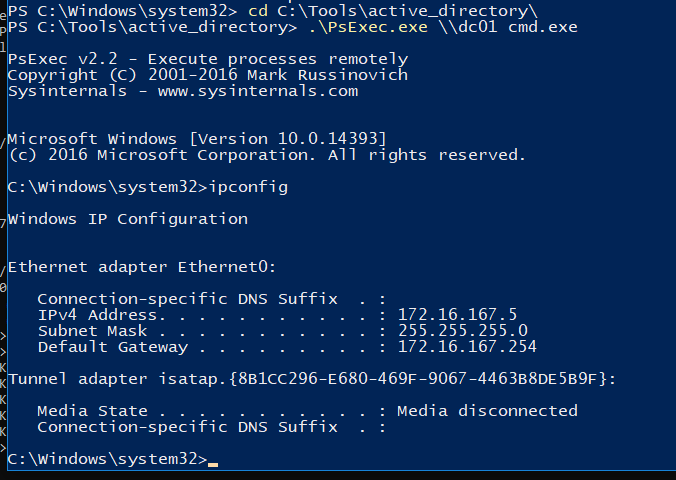 PS C:\Windows\system32> cd C:\Tools\active_directory\
PS C:\Tools\active_directory> .\PsExec.exe \\dc01 cmd.exe
PsExec v2.2 - Execute processes remotely
Copyright (C) 2001-2016 Mark Russinovich
Sysinternals - www.sysinternals.com
Microsoft Windows [Version 10.0.14393]
(c) 2016 Microsoft Corporation. All rights reserved.
C:\Windows\system32>ipconfig
Windows IP Configuration
Ethernet adapter Ethernet0:
Connection-specific DNS Suffix  . :
IPv4 Address. . . . . . . . . . . : 172.16.167.5
Subnet Mask . . . . . . . . . . . : 255.255.255.0
Default Gateway . . . . . . . . . : 172.16.167.254
Tunnel adapter isatap.{8B1CC296-E680-469F-9067-4463B8DE5B9F}:
Media State . . . . . . . . . . . : Media disconnected
Connection-specific DNS Suffix  . :
C:\Windows\system32>